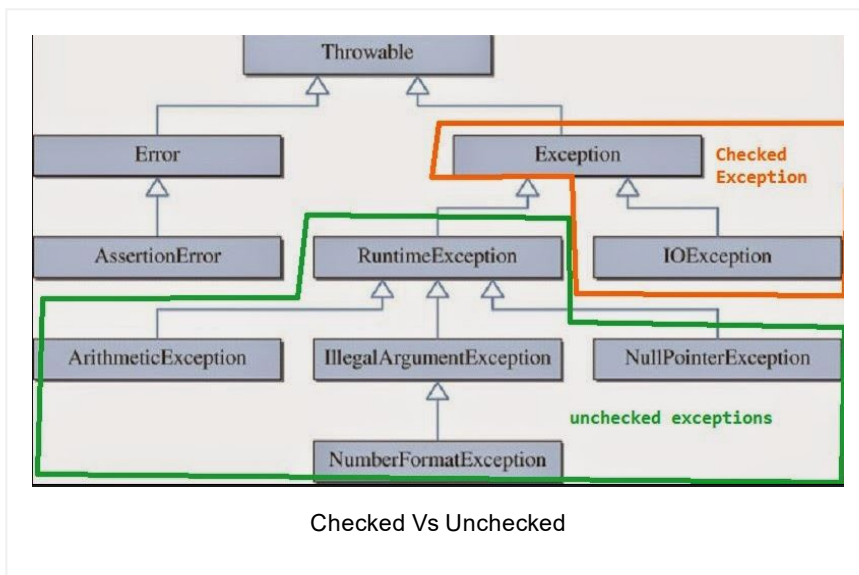 Throwable
Error
Exception
Checked
Exception
AssertionError
RuntimeException
IOException
ArithmeticException
IllegalArgumentException
NullPointerException
unchecked exceptions
NumberFormatException
Checked Vs Unchecked